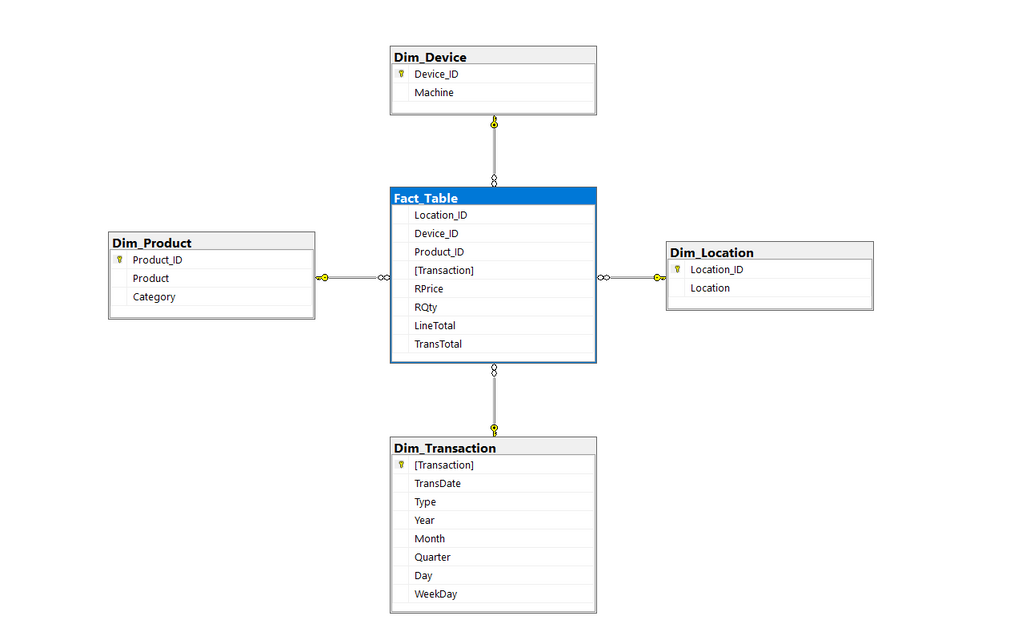 Dim_Device
Device_ID
Machine
Fact_Table
Location_ID
Device_ID
Product_ID
[Transaction]
RPrice
RQty
LineTotal
TransTotal
Dim_Product
Product_ID
Product
Category
Dim_Location
Location_ID
Location
Dim_Transaction
[Transaction]
TransDate
Type
Year
Month
Quarter
Day
WeekDay